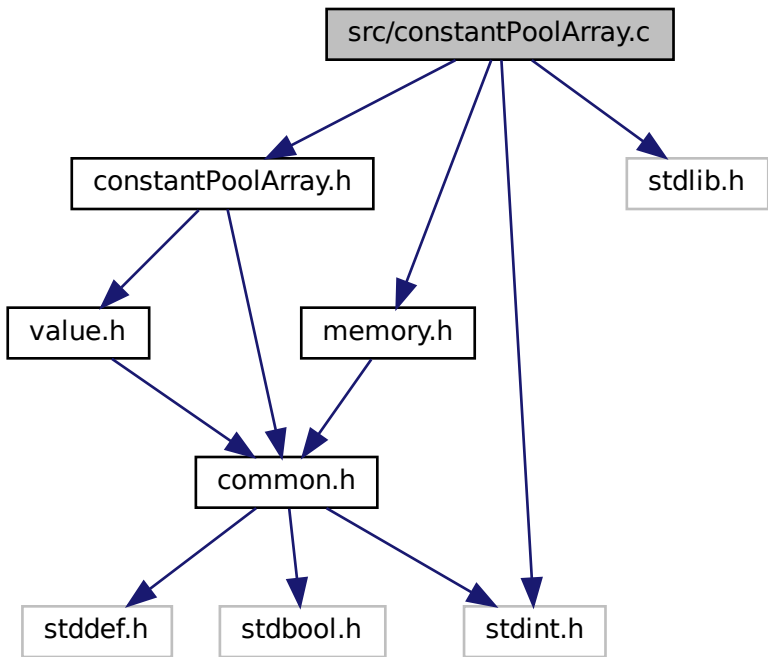 src/constantPoolArray.c
constantPoolArray.h
stdlib.h
value.h
memory.h
common.h
stddef.h
stdbool.h
stdint.h